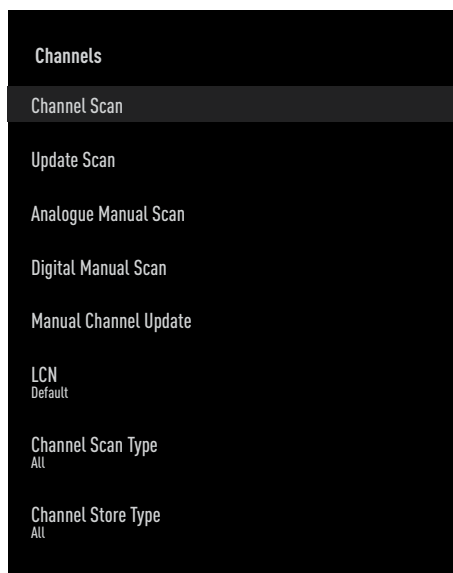 Channels
Channel Scan
Update Scan
Analogue Manual Scan
Digital Manual Scan
Manual Channel Update
LCN
Default
Channel Scan Type
All
Channel Store Type
All